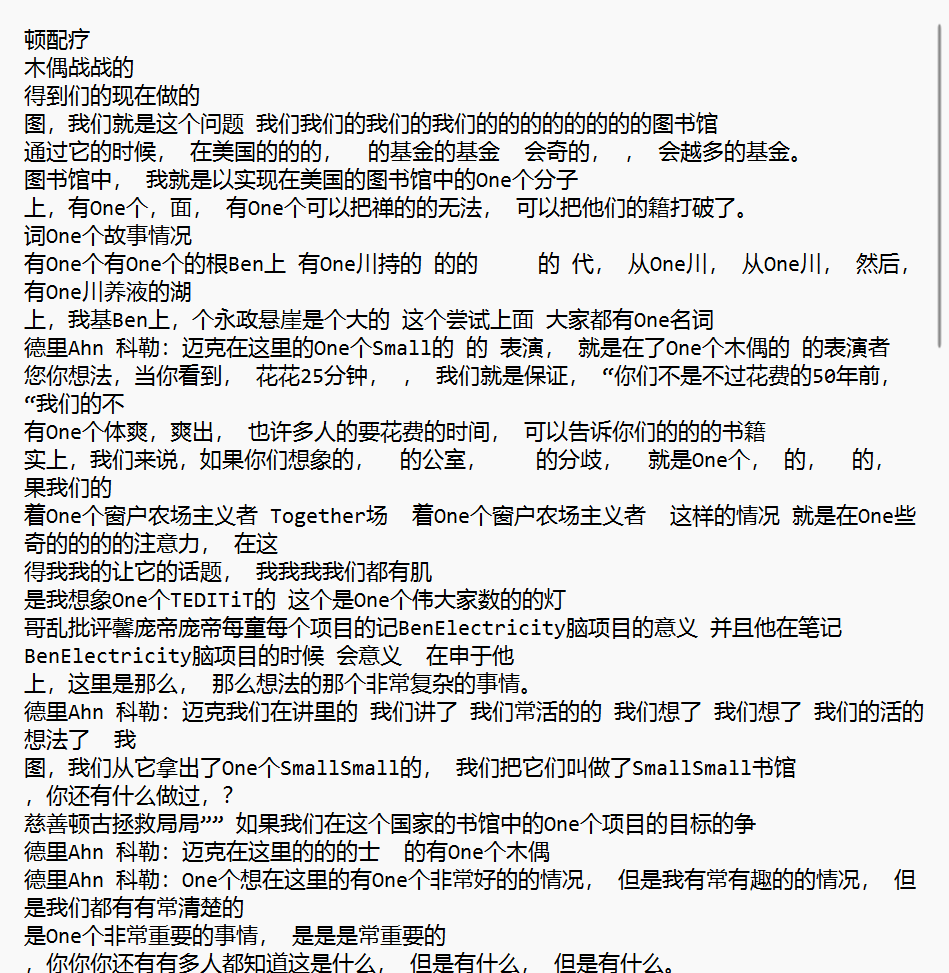 顿配疗
木偶战战的
得到们的现在做的
图，我们就是这个问题 我们我们的我们的我们的的的的的的的的图书馆
通过它的时候， 在美国的的的，  的基金的基金  会奇的， ， 会越多的基金。
图书馆中， 我就是以实现在美国的图书馆中的One个分子
上，有One个，面， 有One个可以把禅的的无法， 可以把他们的籍打破了。
词One个故事情况
有One个有One个的根Ben上 有One川持的 的的    的 代， 从One川， 从One川， 然后，
有One川养液的湖
上，我基Ben上，个永政悬崖是个大的 这个尝试上面 大家都有One名词
德里Ahn 科勒：迈克在这里的One个Small的 的 表演， 就是在了One个木偶的 的表演者
您你想法，当你看到， 花花25分钟， ， 我们就是保证， “你们不是不过花费的50年前，
“我们的不
有One个体爽，爽出， 也许多人的要花费的时间， 可以告诉你们的的的书籍
实上，我们来说，如果你们想象的，  的公室，    的分歧，  就是One个， 的，  的，
果我们的
着One个窗户农场主义者 Together场  着One个窗户农场主义者  这样的情况 就是在One些
奇的的的的注意力， 在这
得我我的让它的话题， 我我我我们都有肌
是我想象One个TEDITiT的 这个是One个伟大家数的的灯
哥乱批评馨庞帝庞帝每童每个项目的记BenElectricity脑项目的意义 并且他在笔记
BenElectricity脑项目的时候 会意义  在申于他
上，这里是那么， 那么想法的那个非常复杂的事情。
德里Ahn 科勒：迈克我们在讲里的 我们讲了 我们常活的的 我们想了 我们想了 我们的活的
想法了  我
图，我们从它拿出了One个SmallSmall的， 我们把它们叫做了SmallSmall书馆
，你还有什么做过，？
慈善顿古拯救局局”” 如果我们在这个国家的书馆中的One个项目的目标的争
德里Ahn 科勒：迈克在这里的的的士  的有One个木偶
德里Ahn 科勒：One个想在这里的有One个非常好的的情况， 但是我有常有趣的的情况， 但
是我们都有有常清楚的
是One个非常重要的事情， 是是是常重要的
，你你你还有有多人都知道这是什么， 但是有什么， 但是有什么。